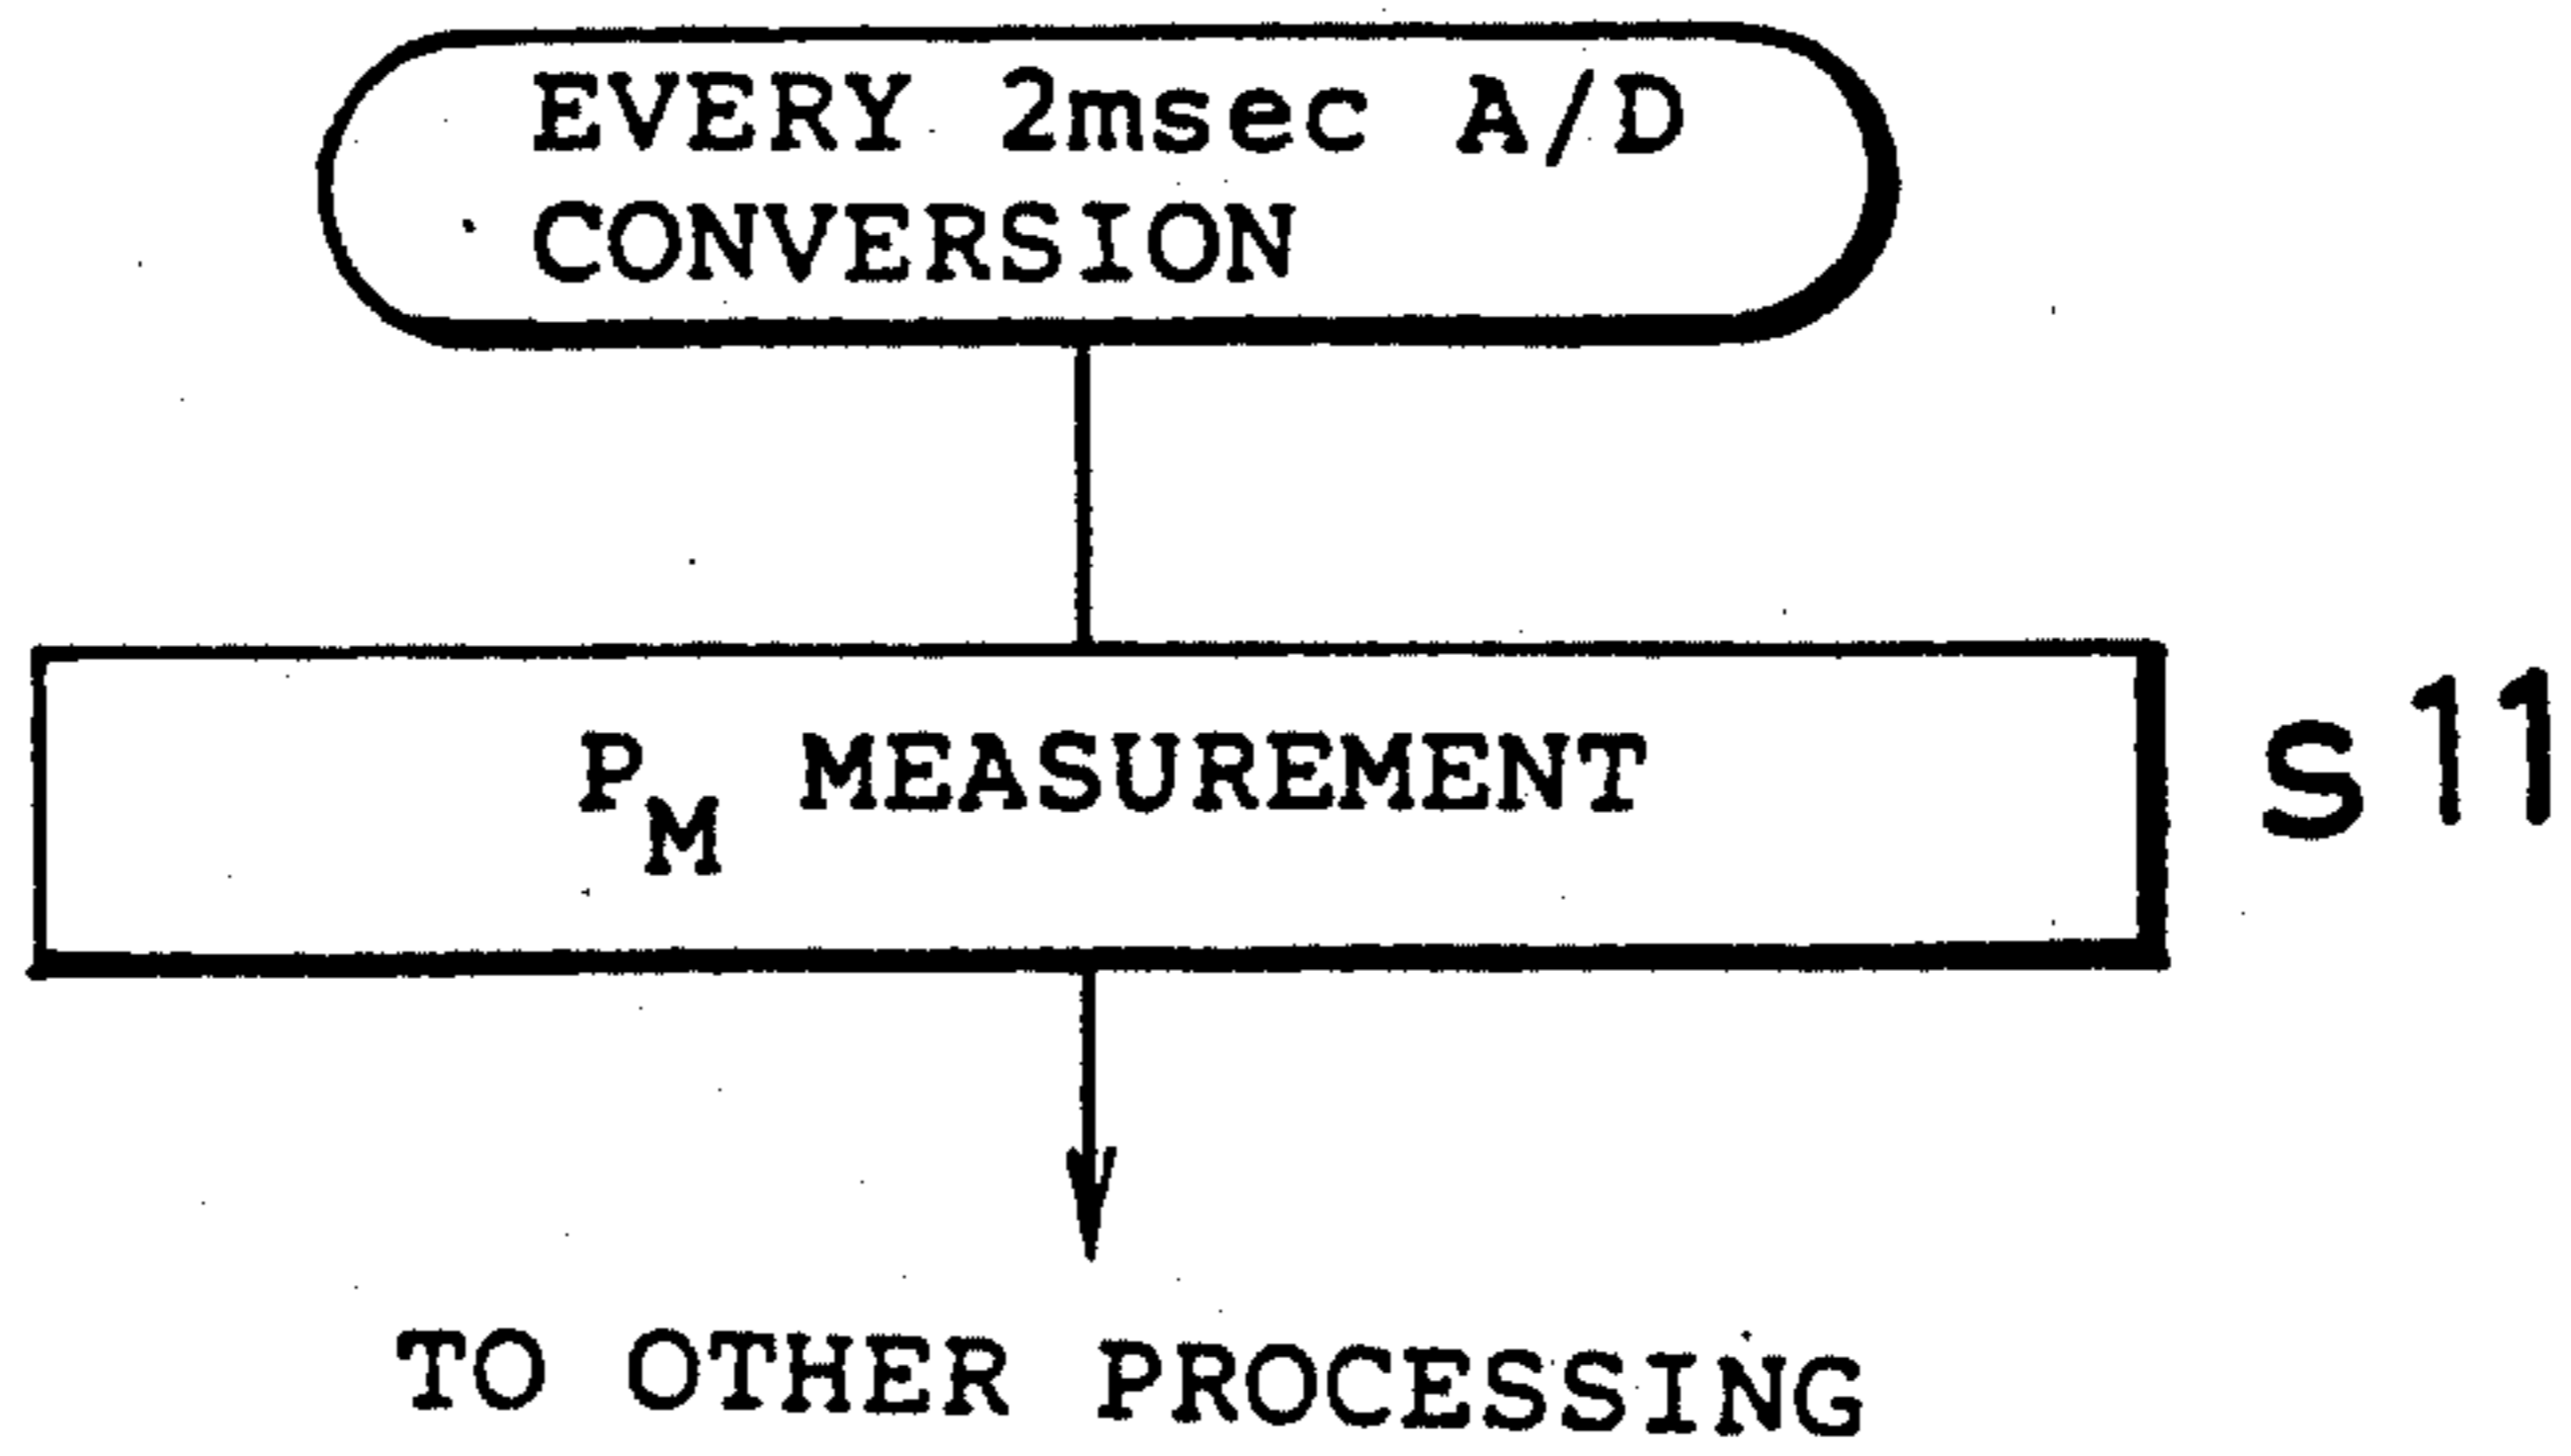 EVERY 2msec A/D
CONVERSION
PM MEASUREMENT
S11
TO OTHER PROCESSING